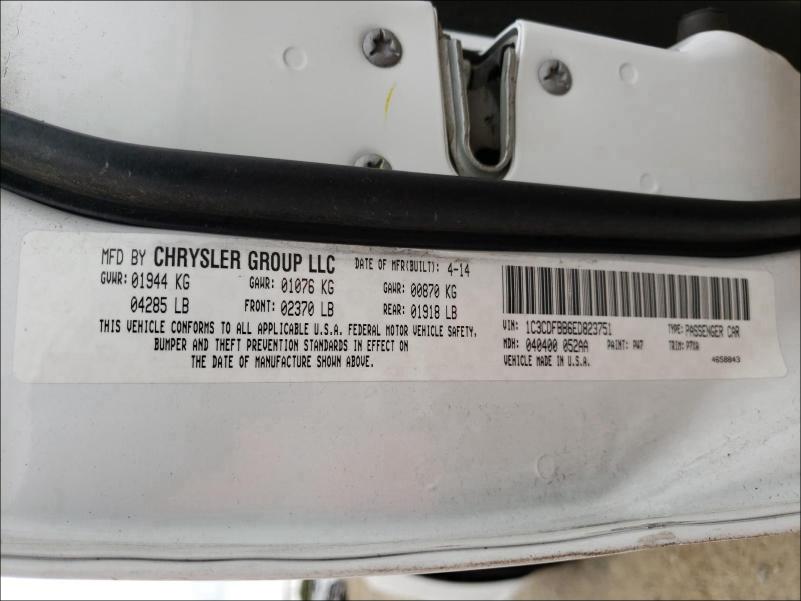 MFD BY CHRYSLER GROUP LLC DATE OF MFR(BUILT): 4-14
GVWR: 01944 KG GAWR: 01076 KG GAWR: 00870 KG
04285 LB FRONT: 02370 LB REAR: 01918 LB
THIS VEHICLE CONFORMS TO ALL APPLICABLE U.S.A. FEDERAL MOTOR VEHICLE SAFETY,
BUMPER AND THEFT PREVENTION STANDARDS IN EFFECT ON
THE DATE OF MANUFACTURE SHOWN ABOVE.
VIN: 1C3CDFBB6ED823751 TYPE: PASSENGER CAR
MDH: 040400 052AA PAINT: PW7 TRIM: P7XA
VEHICLE MADE IN U.S.A. 4658843